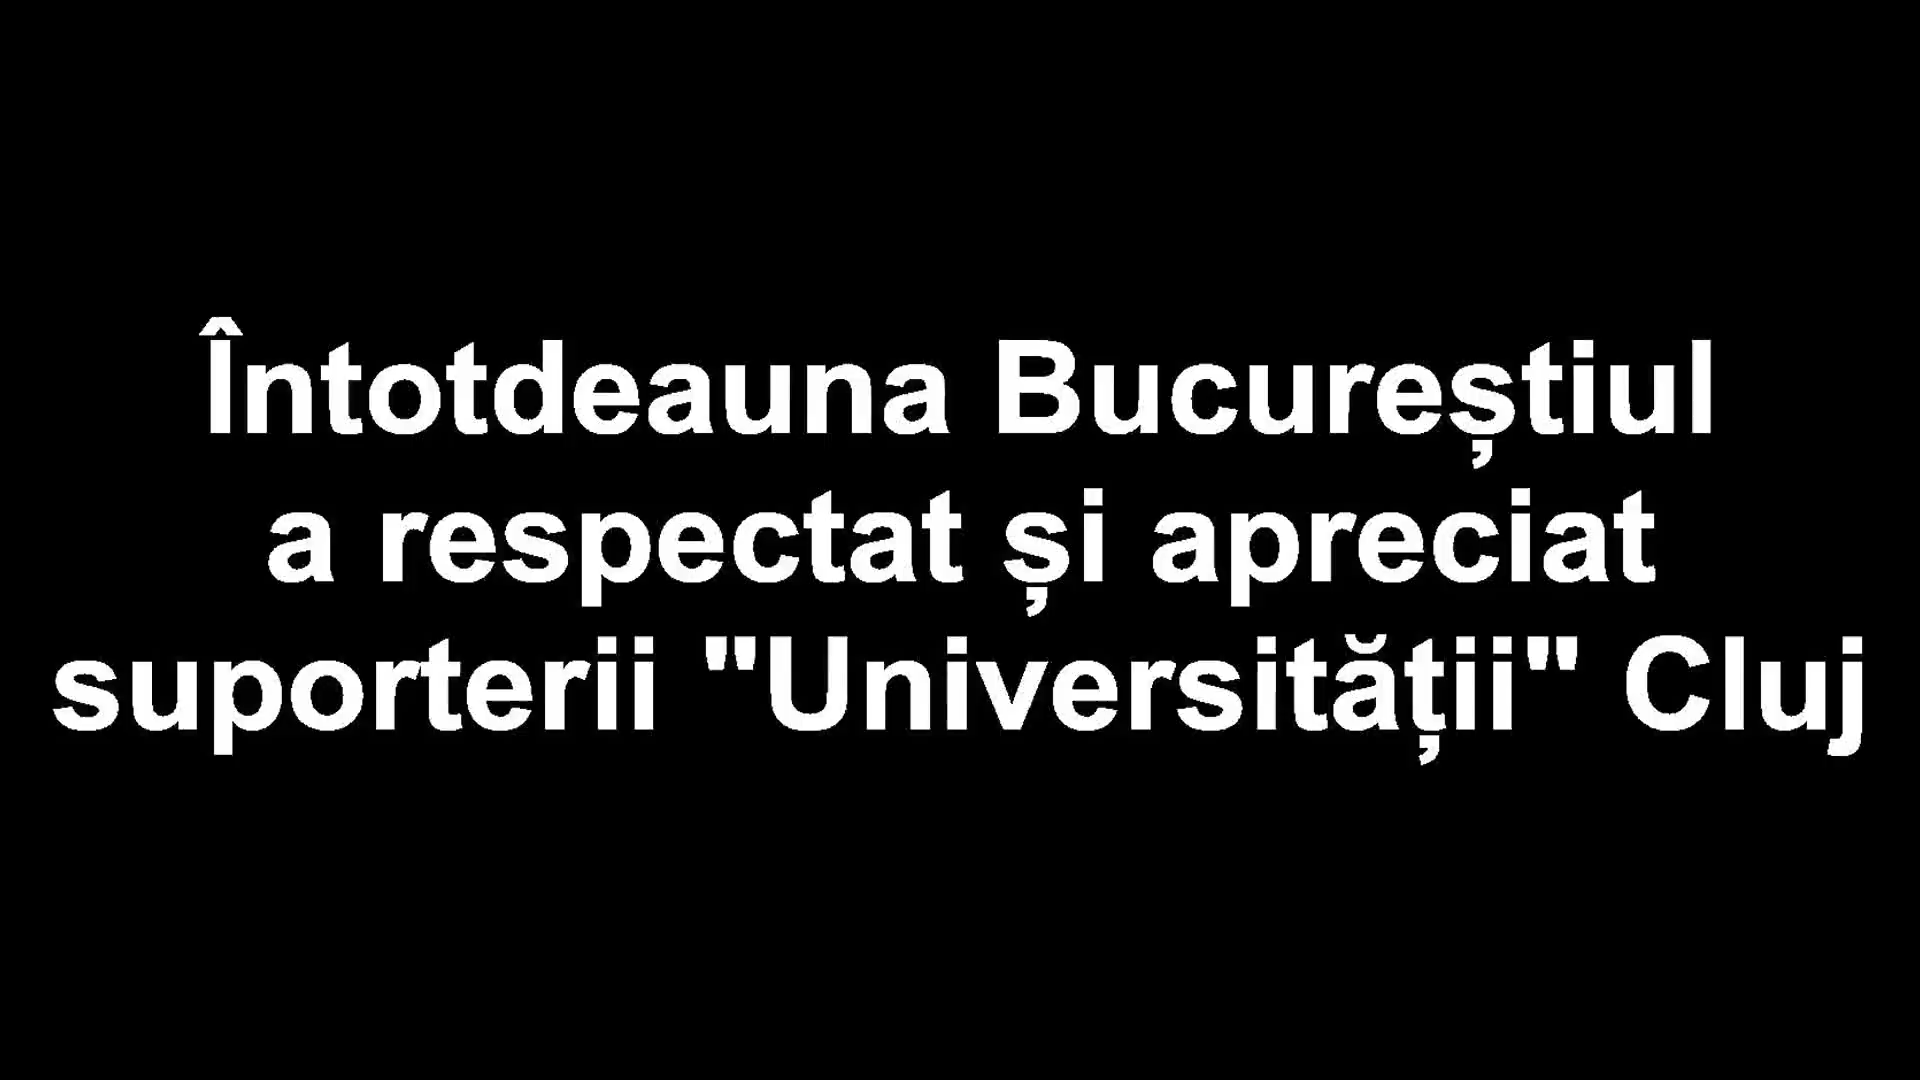 Întotdeauna Bucureștiul
a respectat și apreciat
suporterii "Universității" Cluj